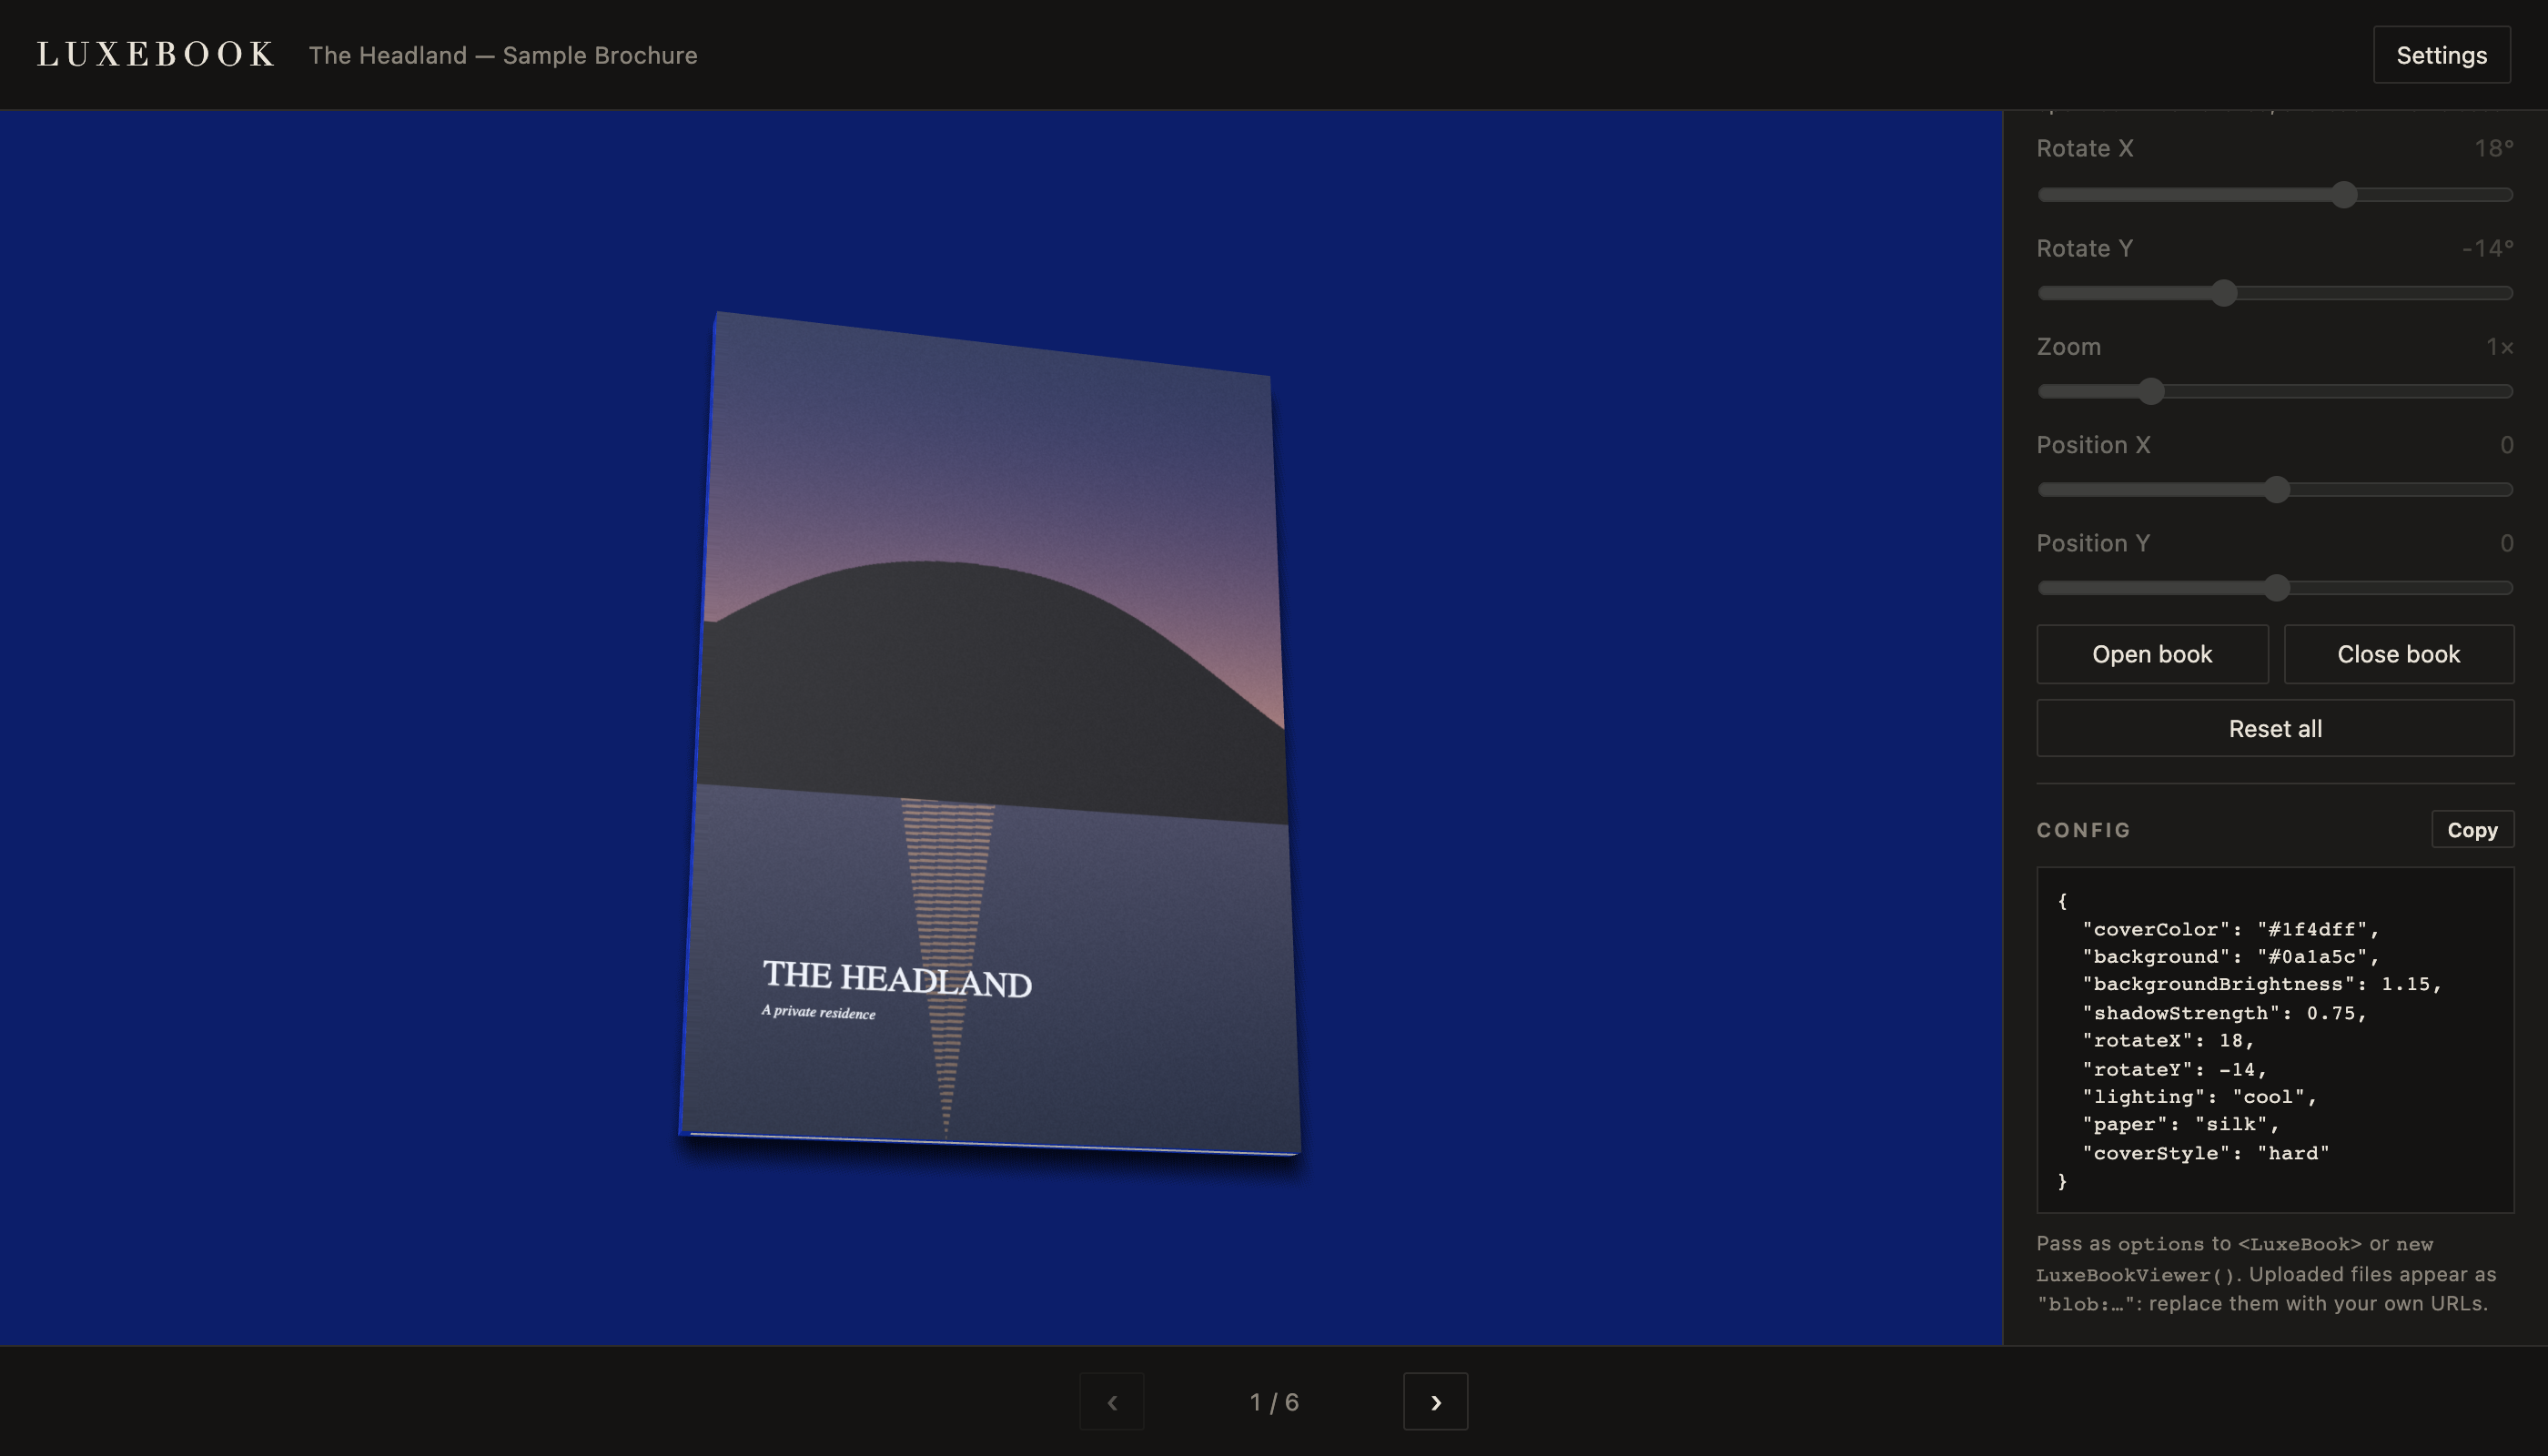 LUXEBOOK
The Headland — Sample Brochure
Settings
Rotate X 18°
Rotate Y -14°
Zoom 1×
Position X 0
Position Y 0
Open book
Close book
Reset all
CONFIG
Copy
{
"coverColor": "#1f4dff",
"background": "#0a1a5c",
"backgroundBrightness": 1.15,
"shadowStrength": 0.75,
"rotateX": 18,
"rotateY": -14,
"lighting": "cool",
"paper": "silk",
"coverStyle": "hard"
}
Pass as options to <LuxeBook> or new
LuxeBookViewer(). Uploaded files appear as
"blob:…": replace them with your own URLs.
THE HEADLAND
A private residence
‹
1 / 6
›